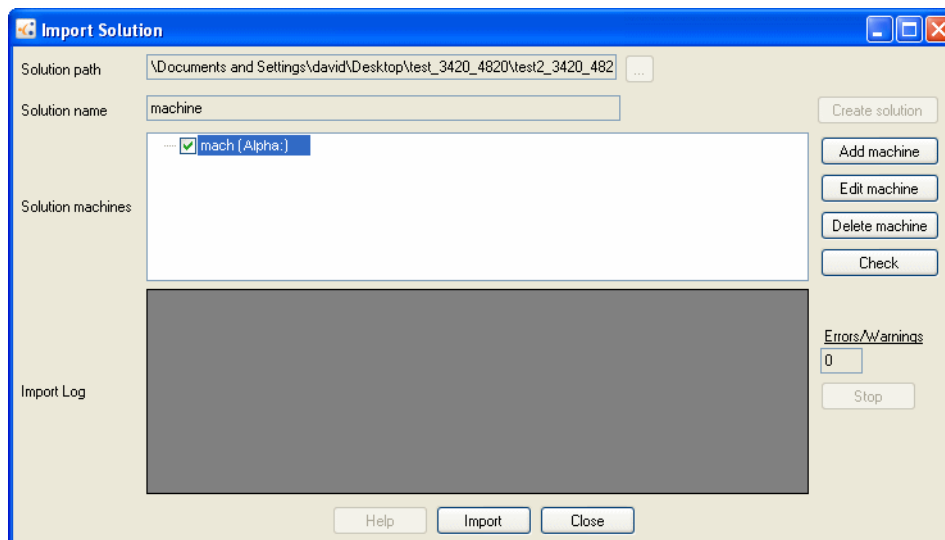 Import Solution
Solution path
\Documents and Settings\david\Desktop\test_3420_4820\test2_3420_482
...
Solution name
machine
Create solution
mach (Alpha:)
Add machine
Edit machine
Solution machines
Delete machine
Check
Errors/Warnings
0
Import Log
Stop
Help
Import
Close